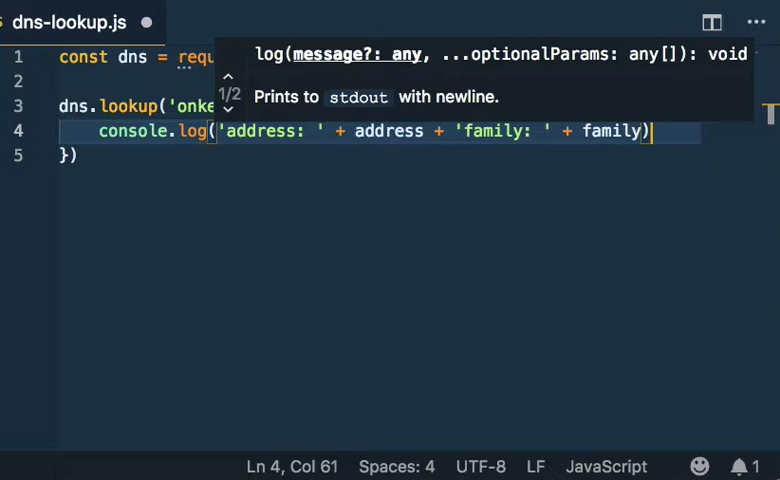 dns-lookup.js
log(message?: any, ...optionalParams: any[]): void
1/2
Prints to stdout with newline.
1 const dns = requ
2
3 dns.lookup('onke
4 console.log('address: ' + address + 'family: ' + family)
5 })
Ln 4, Col 61 Spaces: 4 UTF-8 LF JavaScript 1